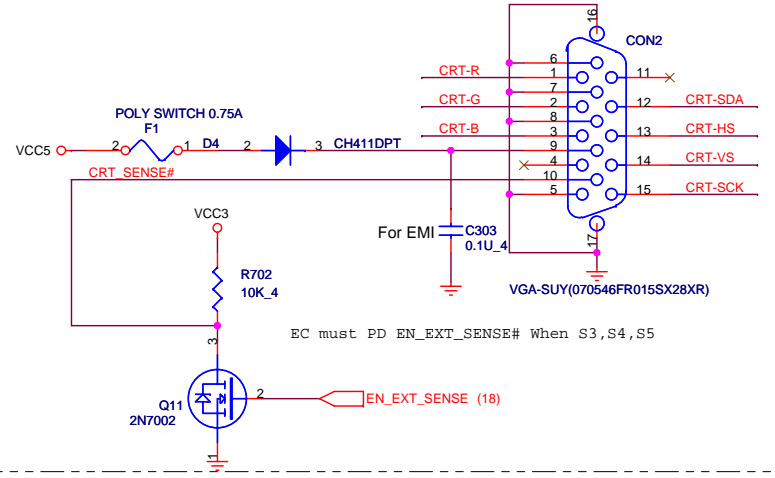 16
CON2
6
CRT-R 1 11
7
CRT-G 2 12 CRT-SDA
POLY SWITCH 0.75A
F1
8
CRT-B 3 13 CRT-HS
VCC5 2 1 D4 2 3 CH411DPT 9
4 14 CRT-VS
CRT_SENSE# 10
5 15 CRT-SCK
VCC3
For EMI C303
0.1U_4
17
R702
10K_4
VGA-SUY(070546FR015SX28XR)
EC must PD EN_EXT_SENSE# When S3,S4,S5
3
Q11
2N7002
2 EN_EXT_SENSE (18)
1